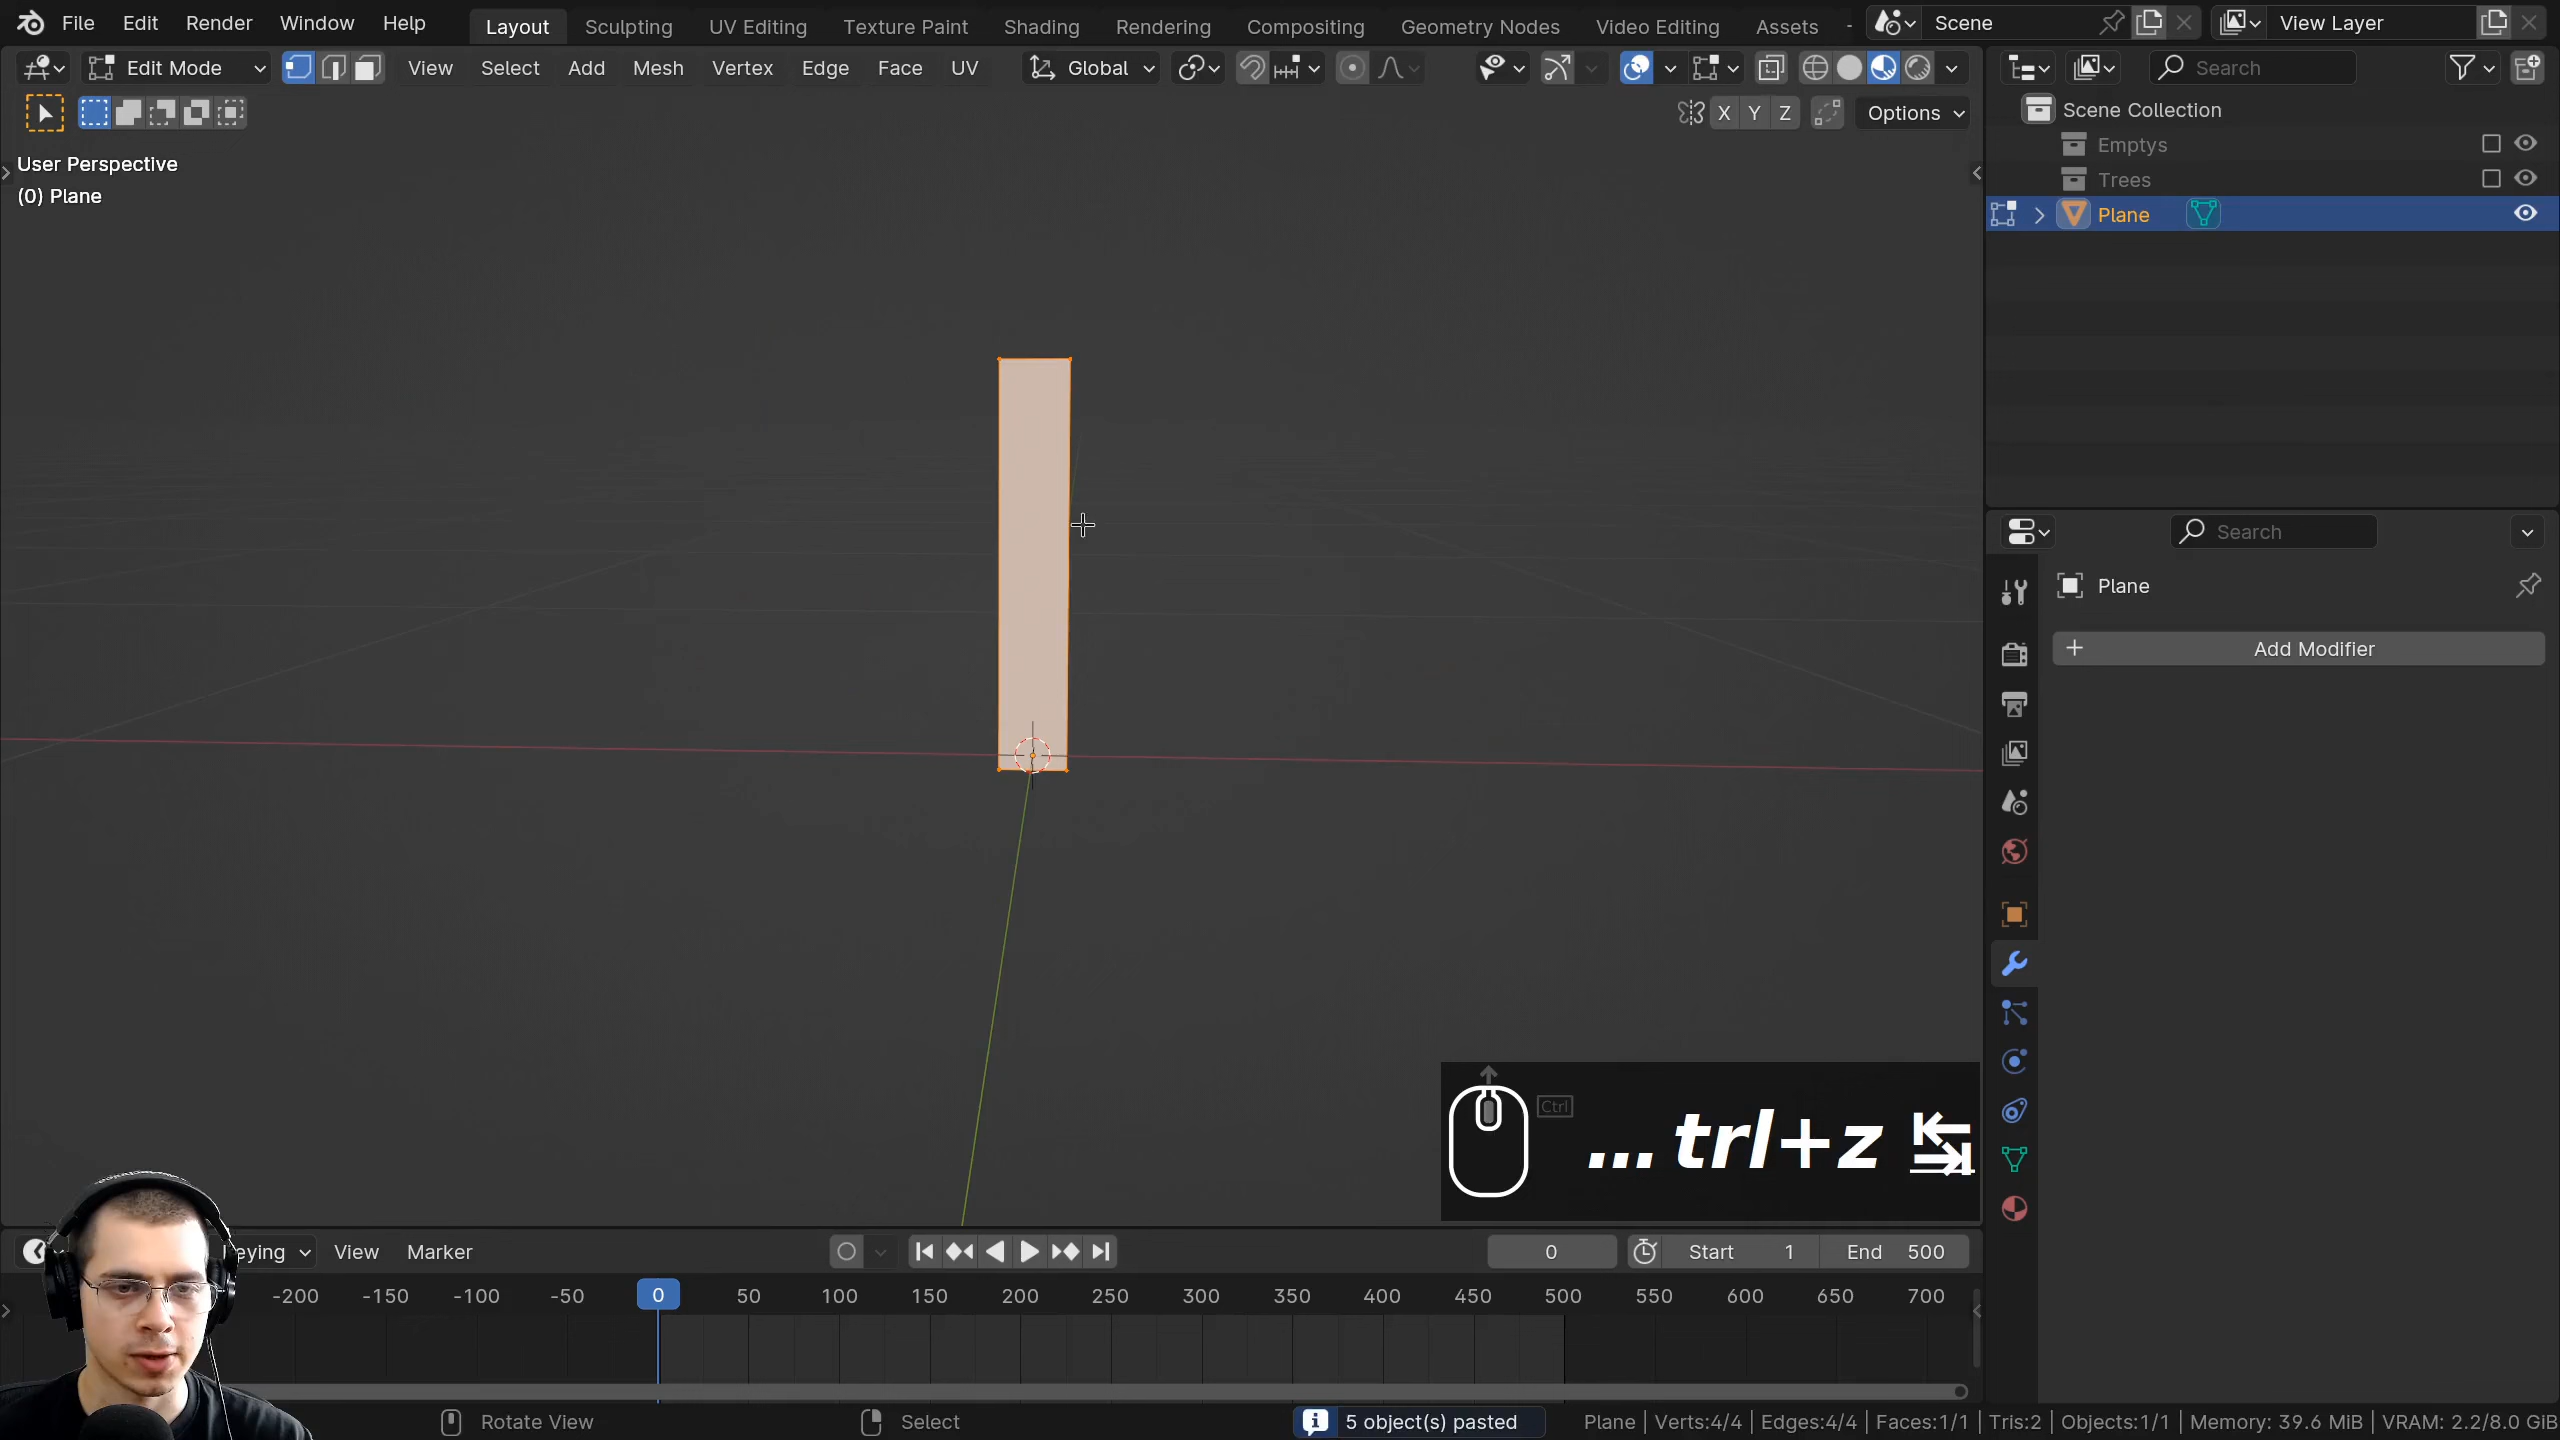 File Edit Render Window Help Layout Sculpting UV Editing Texture Paint Shading Rendering Compositing Geometry Nodes Video Editing Assets Scene View Layer
Edit Mode View Select Add Mesh Vertex Edge Face UV Global Search
X Y Z Options
Scene Collection
Emptys
Trees
Plane
User Perspective
(0) Plane
Search
Plane
Add Modifier
Ctrl
...trl+z
eying View Marker 0 Start 1 End 500
-200 -150 -100 -50 0 50 100 150 200 250 300 350 400 450 500 550 600 650 700
Rotate View Select 5 object(s) pasted Plane | Verts:4/4 | Edges:4/4 | Faces:1/1 | Tris:2 | Objects:1/1 | Memory: 39.6 MiB | VRAM: 2.2/8.0 GiB